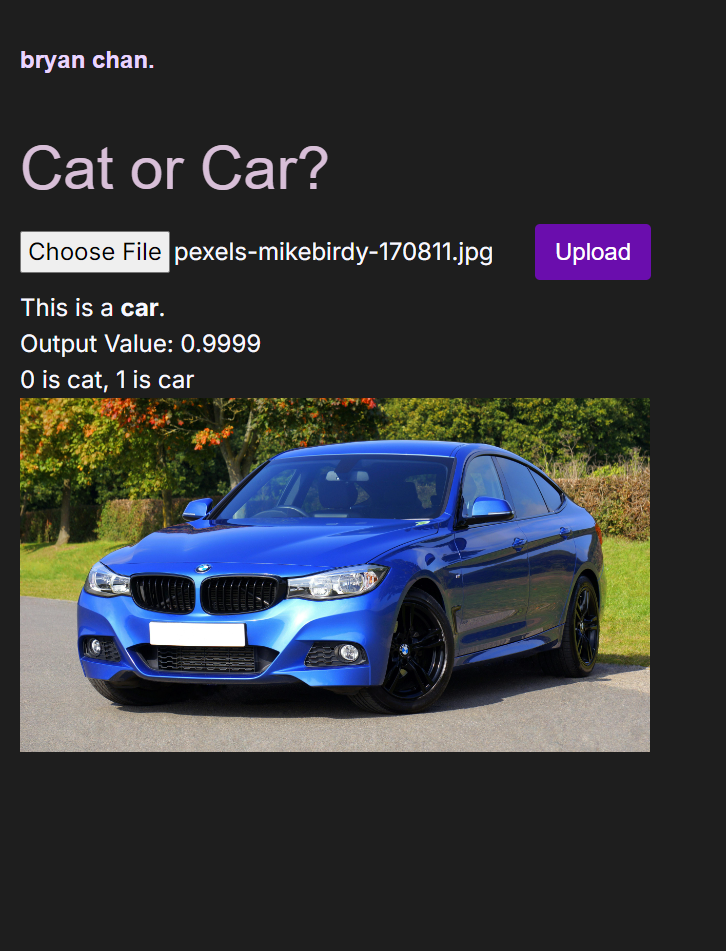 bryan chan.
Cat or Car?
Choose File pexels-mikebirdy-170811.jpg Upload
This is a car.
Output Value: 0.9999
0 is cat, 1 is car